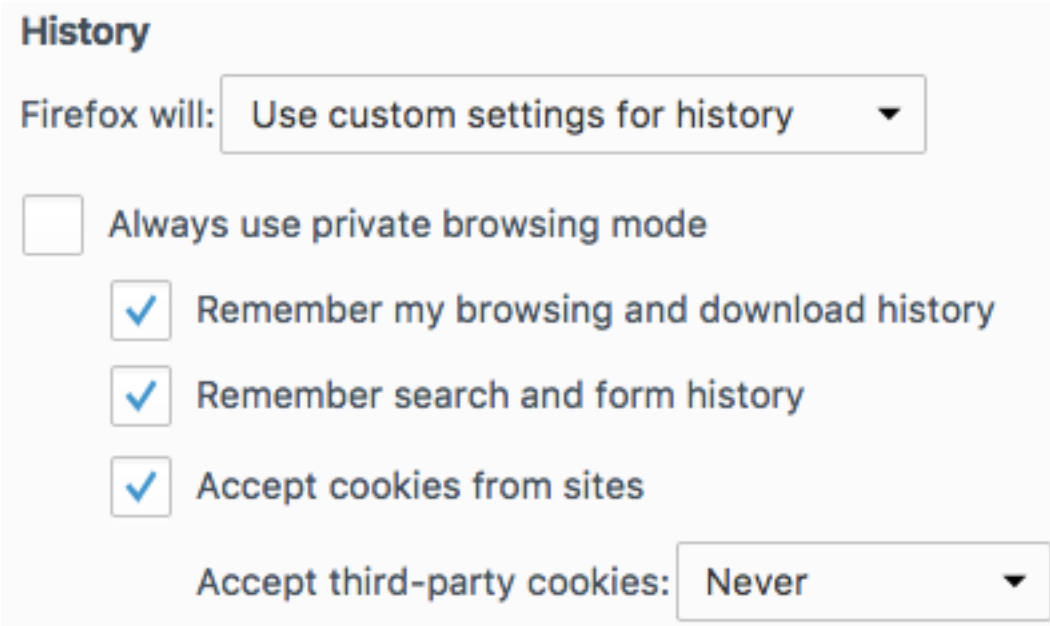 History
Firefox will: Use custom settings for history
Always use private browsing mode
Remember my browsing and download history
Remember search and form history
Accept cookies from sites
Accept third-party cookies: Never